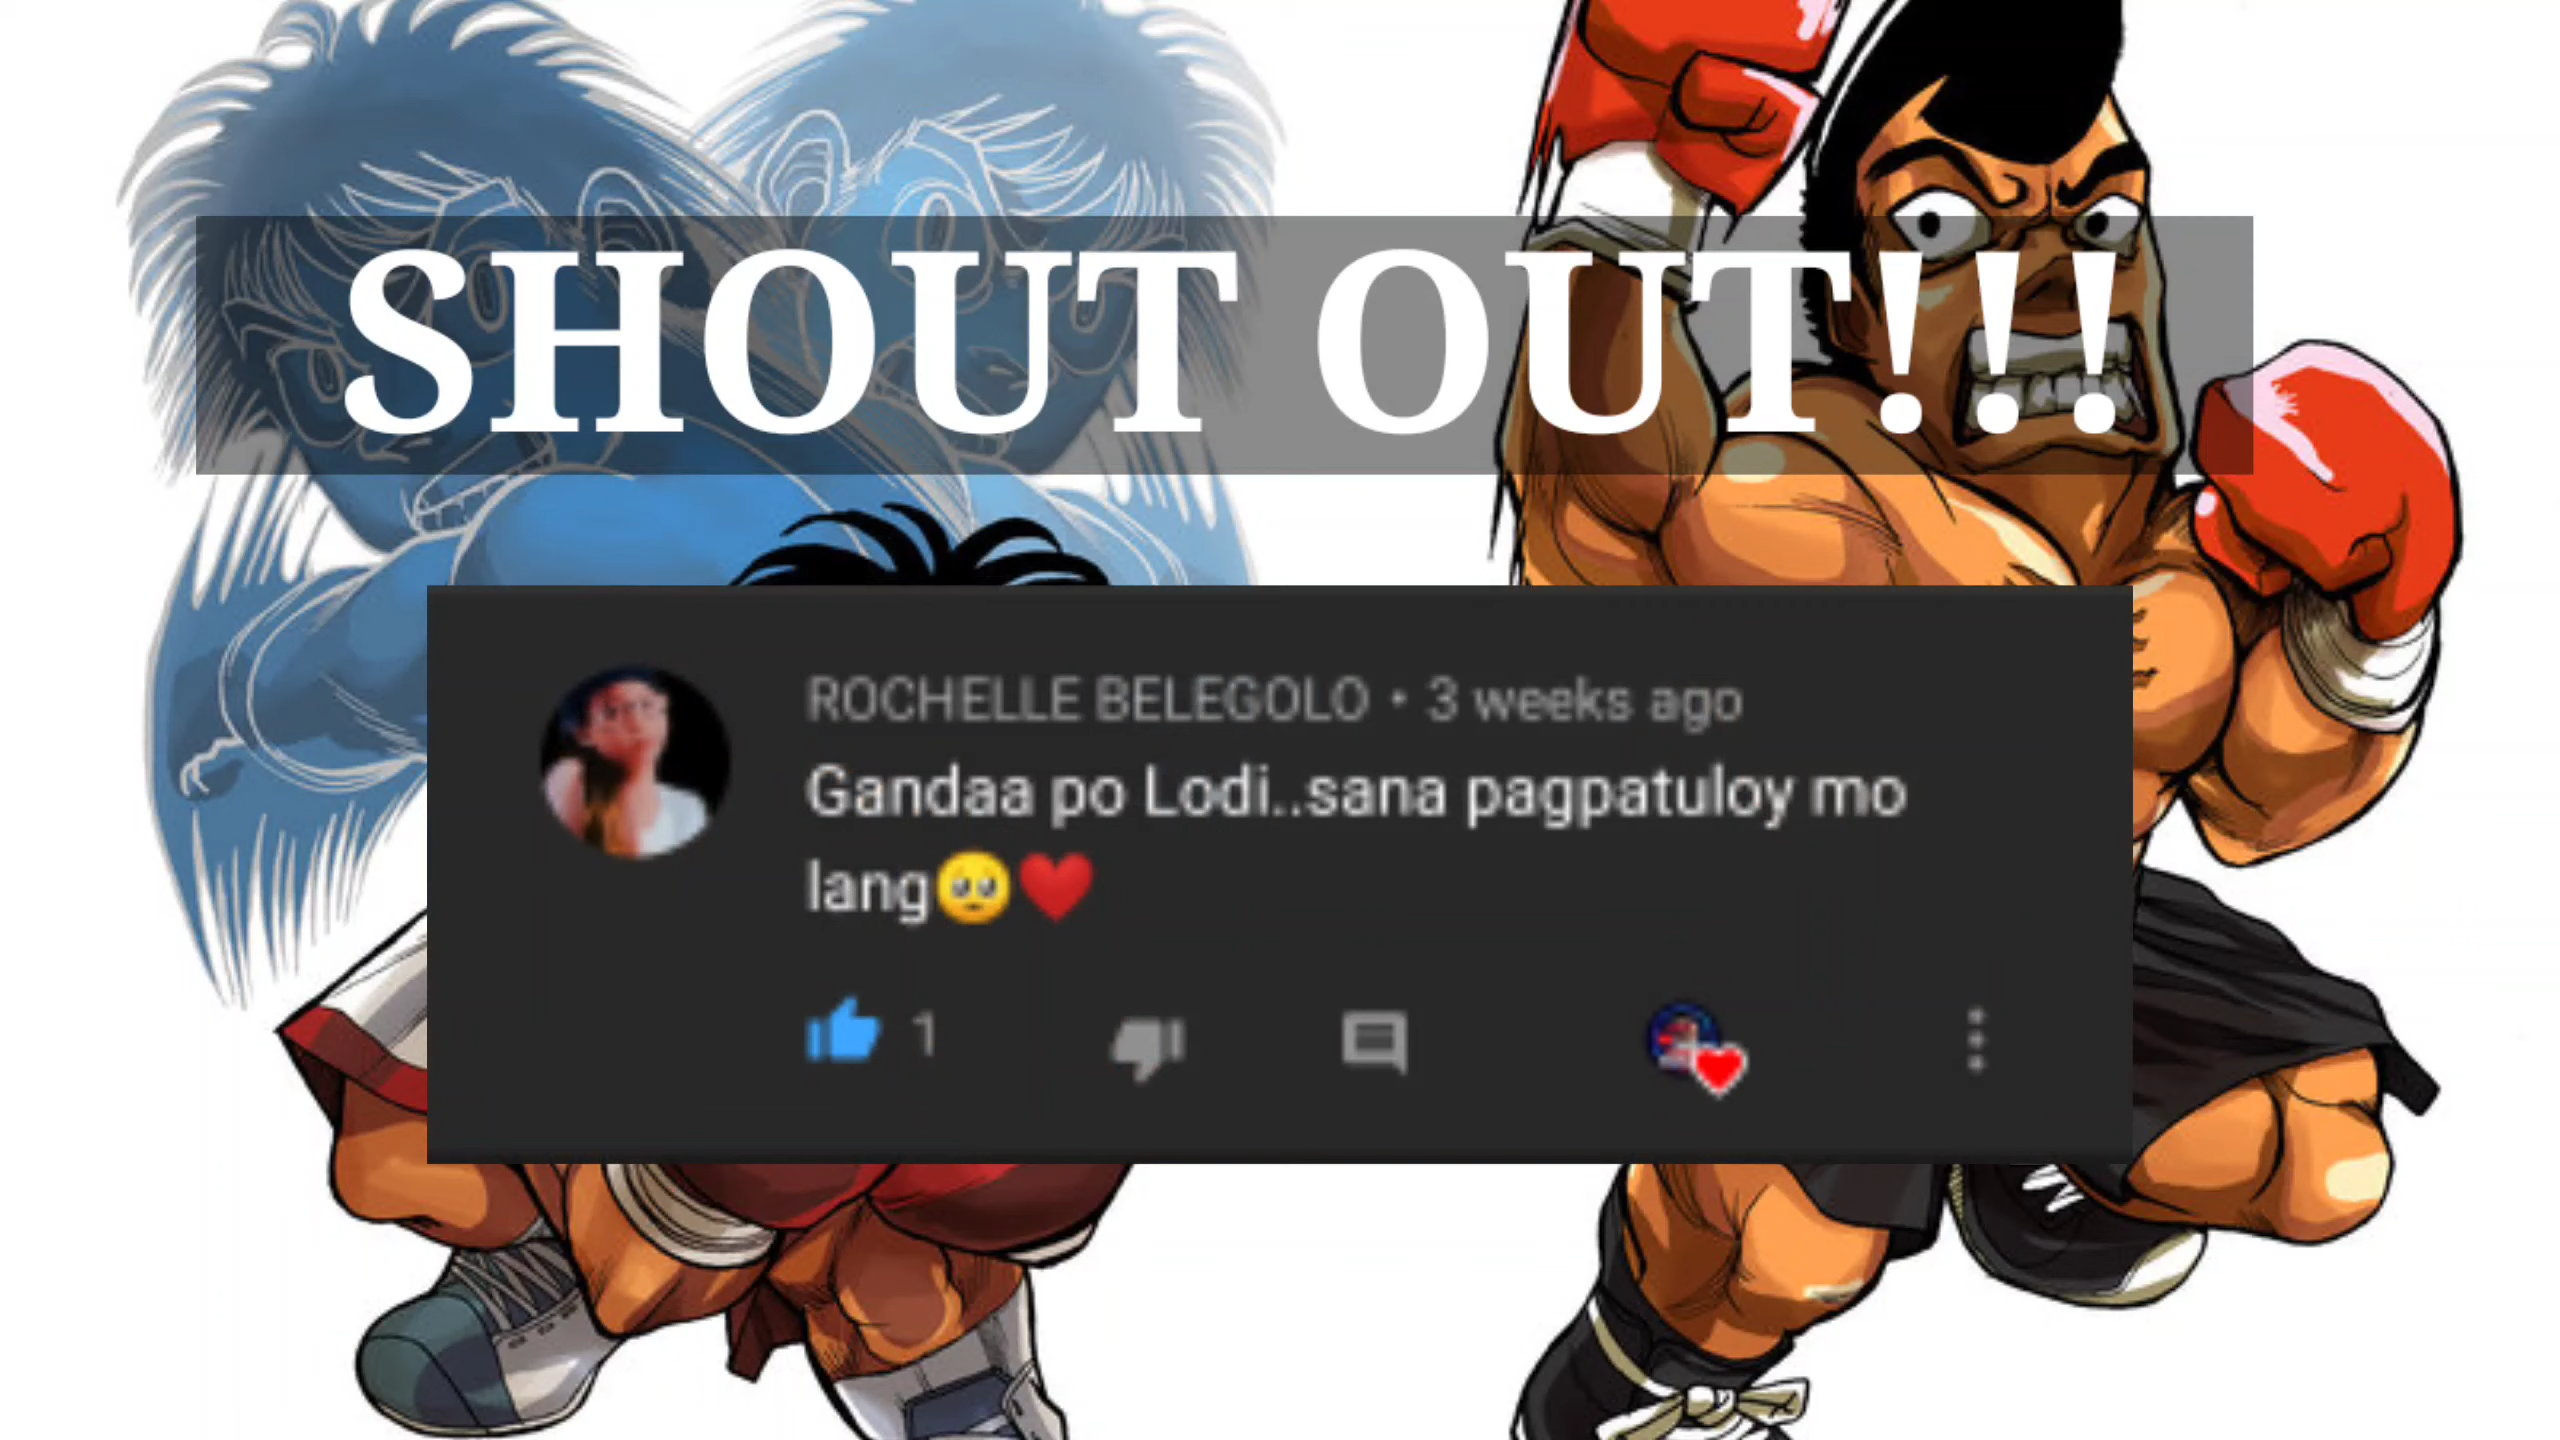 SHOUT OUT!!!
ROCHELLE BELEGOLO • 3 weeks ago
Gandaa po Lodi..sana pagpatuloy mo
lang🥺❤️
1